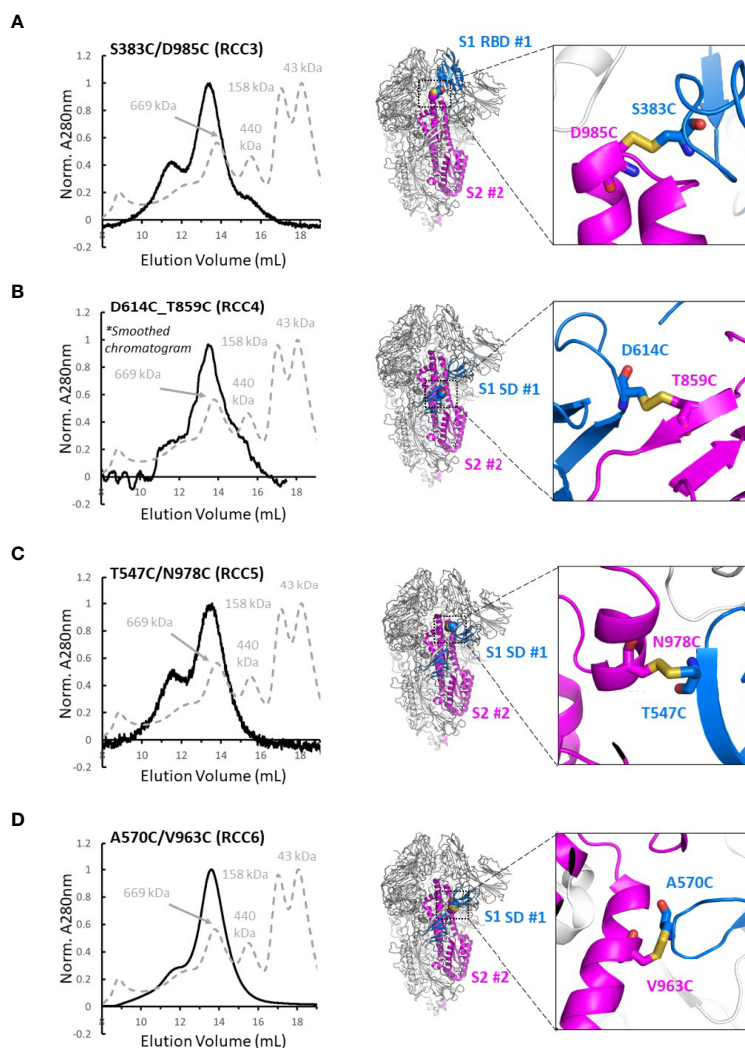 A
S383C/D985C (RCC3)
Norm. A280nm
1.2
1
0.8
0.6
0.4
0.2
0
-0.2
8
10
12
14
16
18
Elution Volume (mL)
669 kDa
440
kDa
158 kDa
43 kDa
S1 RBD #1
S2 #2
S383C
D985C
B
D614C_T859C (RCC4)
*Smoothed
chromatogram
Norm. A280nm
1.2
1
0.8
0.6
0.4
0.2
0
-0.2
8
10
12
14
16
18
Elution Volume (mL)
669 kDa
440
kDa
158 kDa
43 kDa
S1 SD #1
S2 #2
D614C
T859C
C
T547C/N978C (RCC5)
Norm. A280nm
1.2
1
0.8
0.6
0.4
0.2
0
-0.2
8
10
12
14
16
18
Elution Volume (mL)
669 kDa
440
kDa
158 kDa
43 kDa
S1 SD #1
S2 #2
N978C
T547C
D
A570C/V963C (RCC6)
Norm. A280nm
1.2
1
0.8
0.6
0.4
0.2
0
8
10
12
14
16
18
Elution Volume (mL)
669 kDa
440
kDa
158 kDa
43 kDa
S1 SD #1
S2 #2
A570C
V963C